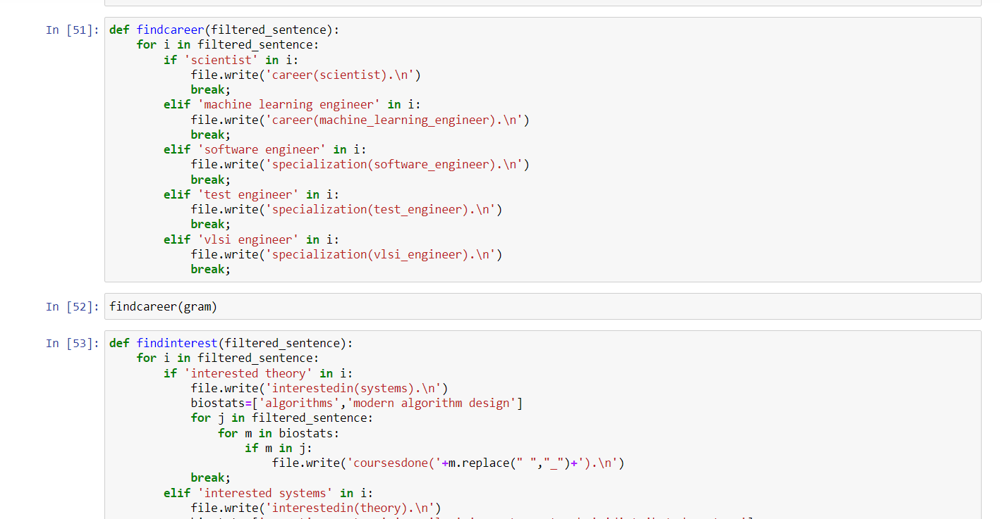 In [51]: def findcareer(filtered_sentence):
    for i in filtered_sentence:
        if 'scientist' in i:
            file.write('career(scientist).\n')
            break;
        elif 'machine learning engineer' in i:
            file.write('career(machine_learning_engineer).\n')
            break;
        elif 'software engineer' in i:
            file.write('specialization(software_engineer).\n')
            break;
        elif 'test engineer' in i:
            file.write('specialization(test_engineer).\n')
            break;
        elif 'vlsi engineer' in i:
            file.write('specialization(vlsi_engineer).\n')
            break;
In [52]: findcareer(gram)
In [53]: def findinterest(filtered_sentence):
    for i in filtered_sentence:
        if 'interested theory' in i:
            file.write('interestedin(systems).\n')
            biostats=['algorithms','modern algorithm design']
            for j in filtered_sentence:
                for m in biostats:
                    if m in j:
                        file.write('coursesdone('+m.replace(" ","_")+').\n')
            break;
        elif 'interested systems' in i:
            file.write('interestedin(theory).\n')